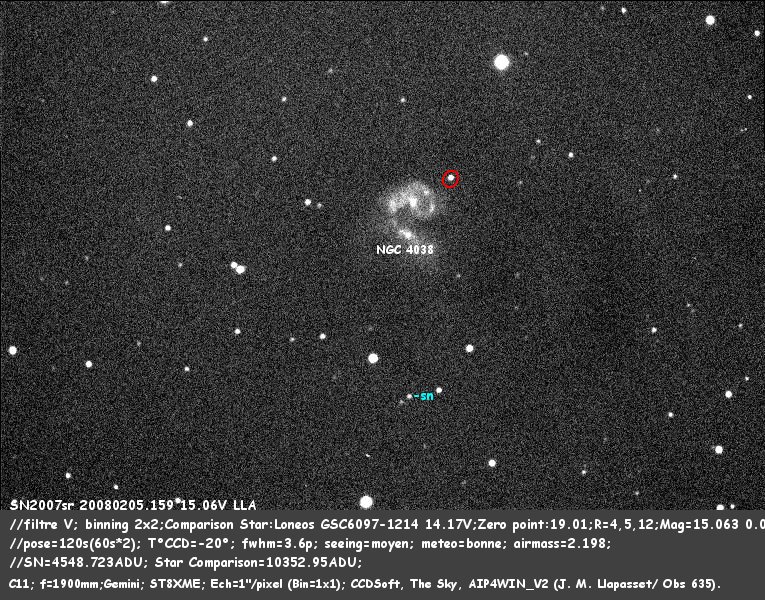 NGC 4038
-sn
SN2007sr 20080205.159 15.06V LLA
//filtre V; binning 2x2;Comparison Star:Loneos GSC6097-1214 14.17V;Zero point:19.01;R=4,5,12;Mag=15.063 0.0
//pose=120s(60s*2); T°CCD=-20°; fwhm=3.6p; seeing=moyen; meteo=bonne; airmass=2.198;
//SN=4548.723ADU; Star Comparison=10352.95ADU;
C11; f=1900mm;Gemini; ST8XME; Ech=1"/pixel (Bin=1x1); CCDSoft, The Sky, AIP4WIN_V2 (J. M. Llapasset/ Obs 635).